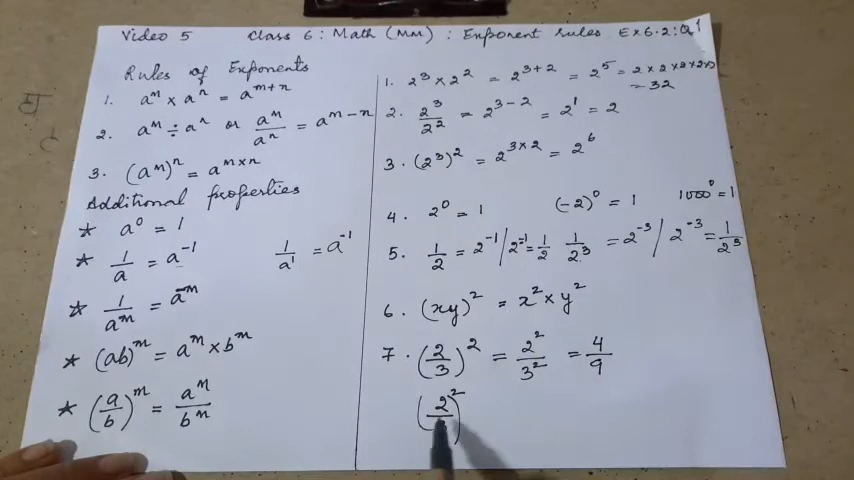 Video 5 Class 6 : Math (MM) : Exponent rules Ex 6.2 : Q1
Rules of Exponents
1. a^m × a^n = a^(m+n)
2. a^m ÷ a^n or a^m/a^n = a^(m-n)
3. (a^m)^n = a^(m×n)
Additional properties
* a^0 = 1
* 1/a = a^-1 1/a^1 = a^-1
* 1/a^m = a^-m
* (ab)^m = a^m × b^m
* (a/b)^m = a^m/b^m
1. 2^3 × 2^2 = 2^(3+2) = 2^5 = 2×2×2×2×2
= 32
2. 2^3/2^2 = 2^(3-2) = 2^1 = 2
3. (2^3)^2 = 2^(3×2) = 2^6
4. 2^0 = 1 (-2)^0 = 1 1000^0 = 1
5. 1/2 = 2^-1 / 2^-1 = 1/2 1/2^3 = 2^-3 / 2^-3 = 1/2^3
6. (xy)^2 = x^2 × y^2
7. (2/3)^2 = 2^2/3^2 = 4/9
(2/ )^2